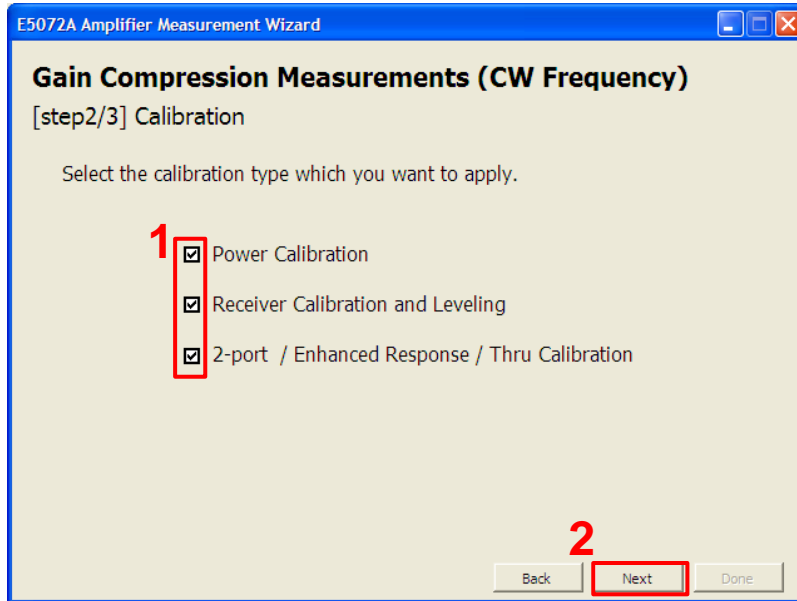 E5072A Amplifier Measurement Wizard
Gain Compression Measurements (CW Frequency)
[step2/3] Calibration
Select the calibration type which you want to apply.
1
Power Calibration
Receiver Calibration and Leveling
2-port / Enhanced Response / Thru Calibration
2
Back Next Done